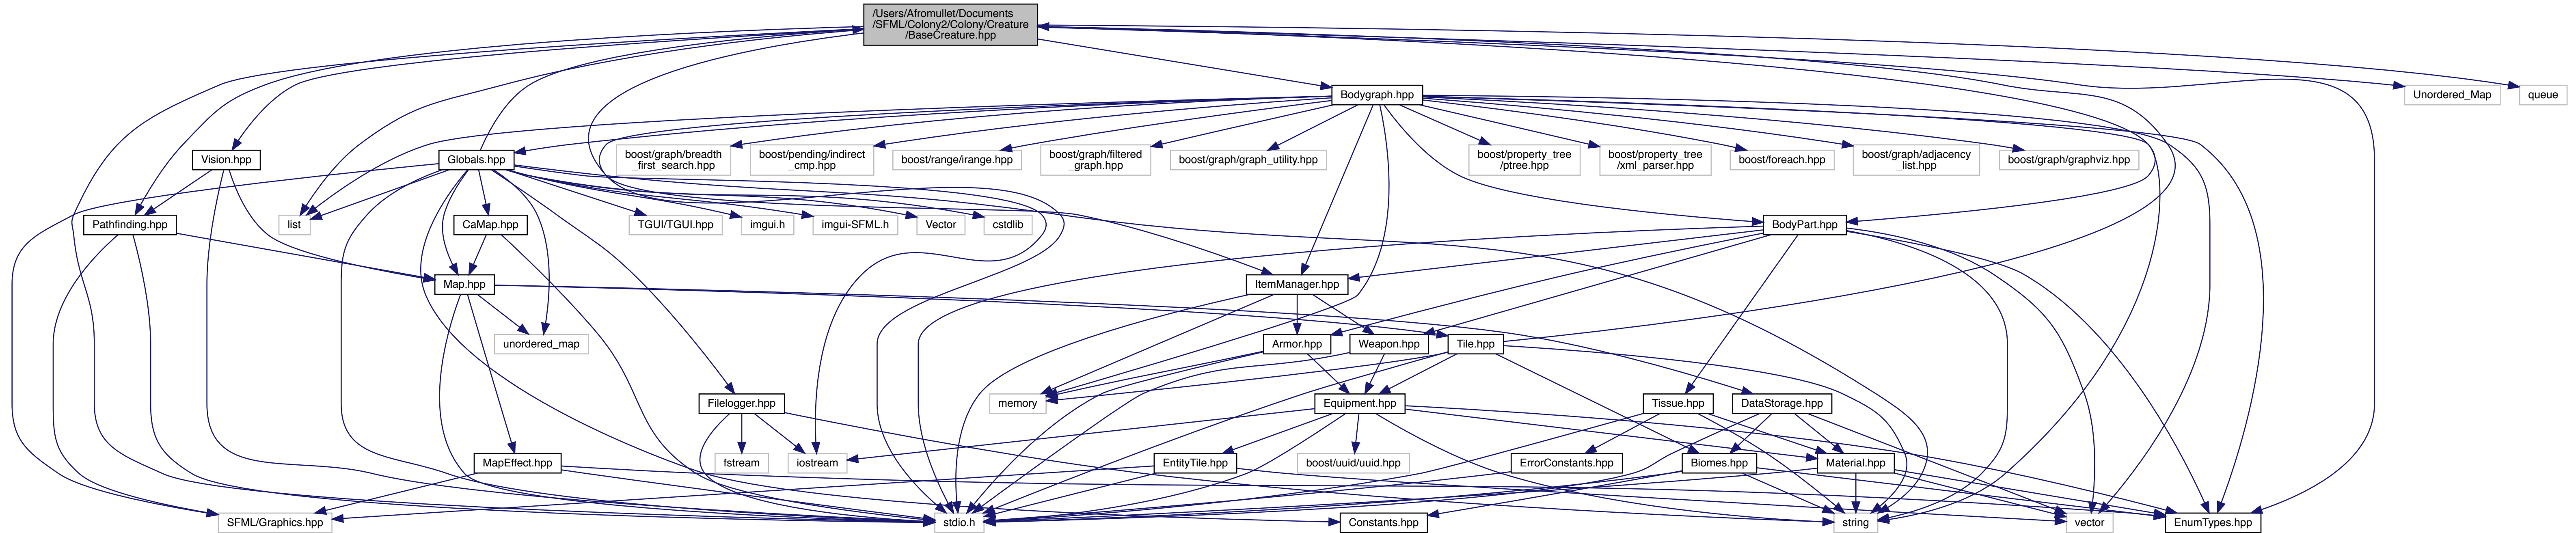 /Users/Afromullet/Documents
/SFML/Colony2/Colony/Creature
/BaseCreature.hpp
Bodygraph.hpp
Unordered_Map
queue
Vision.hpp
Globals.hpp
boost/graph/breadth
_first_search.hpp
boost/pending/indirect
_cmp.hpp
boost/range/irange.hpp
boost/graph/filtered
_graph.hpp
boost/graph/graph_utility.hpp
boost/property_tree
/ptree.hpp
boost/property_tree
/xml_parser.hpp
boost/foreach.hpp
boost/graph/adjacency
_list.hpp
boost/graph/graphviz.hpp
Pathfinding.hpp
list
CaMap.hpp
TGUI/TGUI.hpp
imgui.h
imgui-SFML.h
Vector
cstdlib
BodyPart.hpp
Map.hpp
ItemManager.hpp
unordered_map
Armor.hpp
Weapon.hpp
Tile.hpp
Filelogger.hpp
memory
Equipment.hpp
Tissue.hpp
DataStorage.hpp
MapEffect.hpp
fstream
iostream
EntityTile.hpp
boost/uuid/uuid.hpp
ErrorConstants.hpp
Biomes.hpp
Material.hpp
SFML/Graphics.hpp
stdio.h
Constants.hpp
string
vector
EnumTypes.hpp